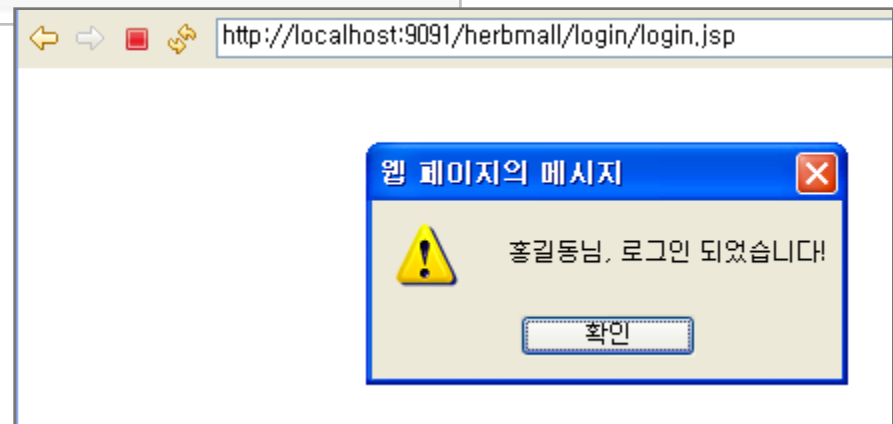 http://localhost:9091/herbmall/login/login.jsp
웹 페이지의 메시지
홍길동님, 로그인 되었습니다!
확인